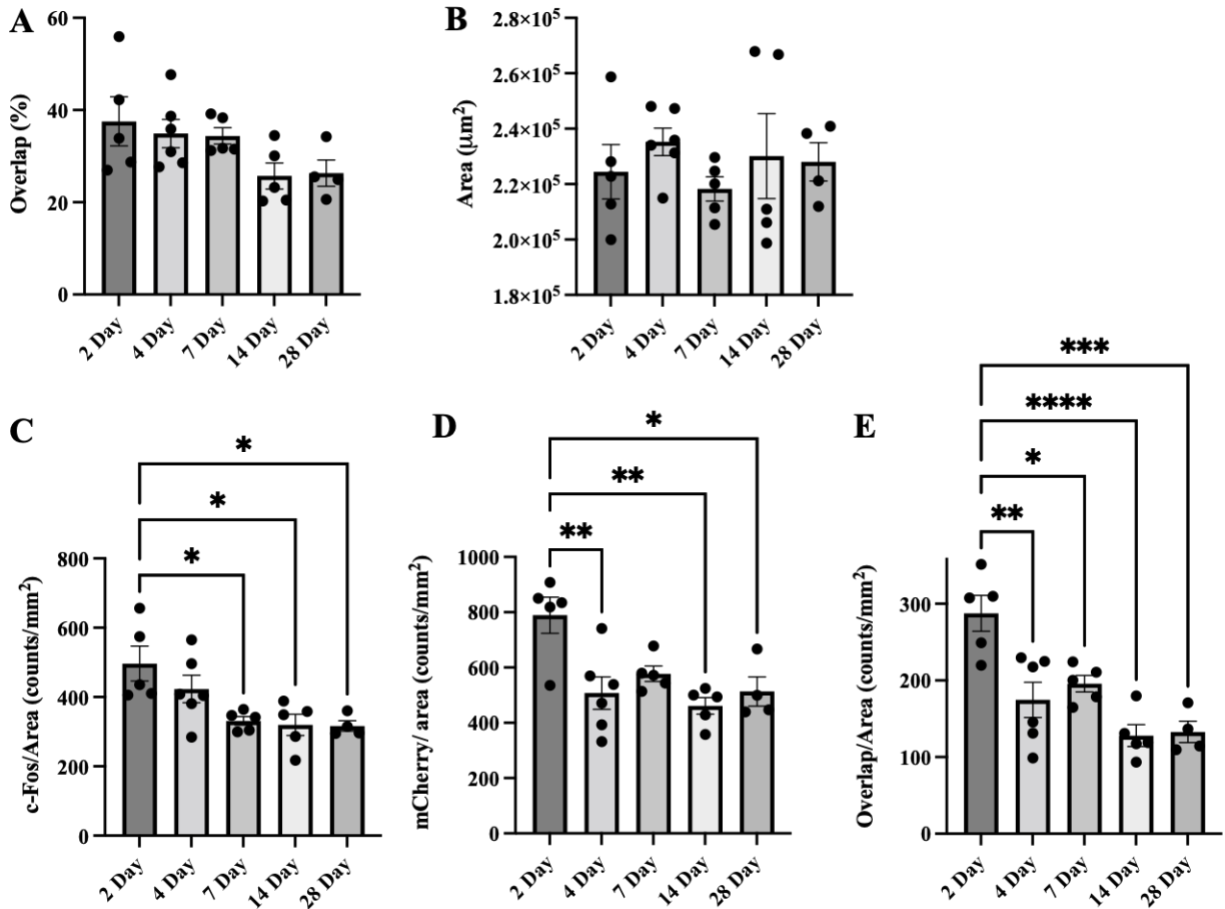 A
Overlap (%)
60
40
20
0
2 Day
4 Day
7 Day
14 Day
28 Day
B
Area (μm²)
2.8×10⁵
2.6×10⁵
2.4×10⁵
2.2×10⁵
2.0×10⁵
1.8×10⁵
2 Day
4 Day
7 Day
14 Day
28 Day
C
c-Fos/Area (counts/mm²)
800
600
400
200
0
*
*
*
2 Day
4 Day
7 Day
14 Day
28 Day
D
mCherry/ area (counts/mm²)
1000
800
600
400
200
0
*
**
**
2 Day
4 Day
7 Day
14 Day
28 Day
E
Overlap/Area (counts/mm²)
300
200
100
0
***
****
*
**
2 Day
4 Day
7 Day
14 Day
28 Day